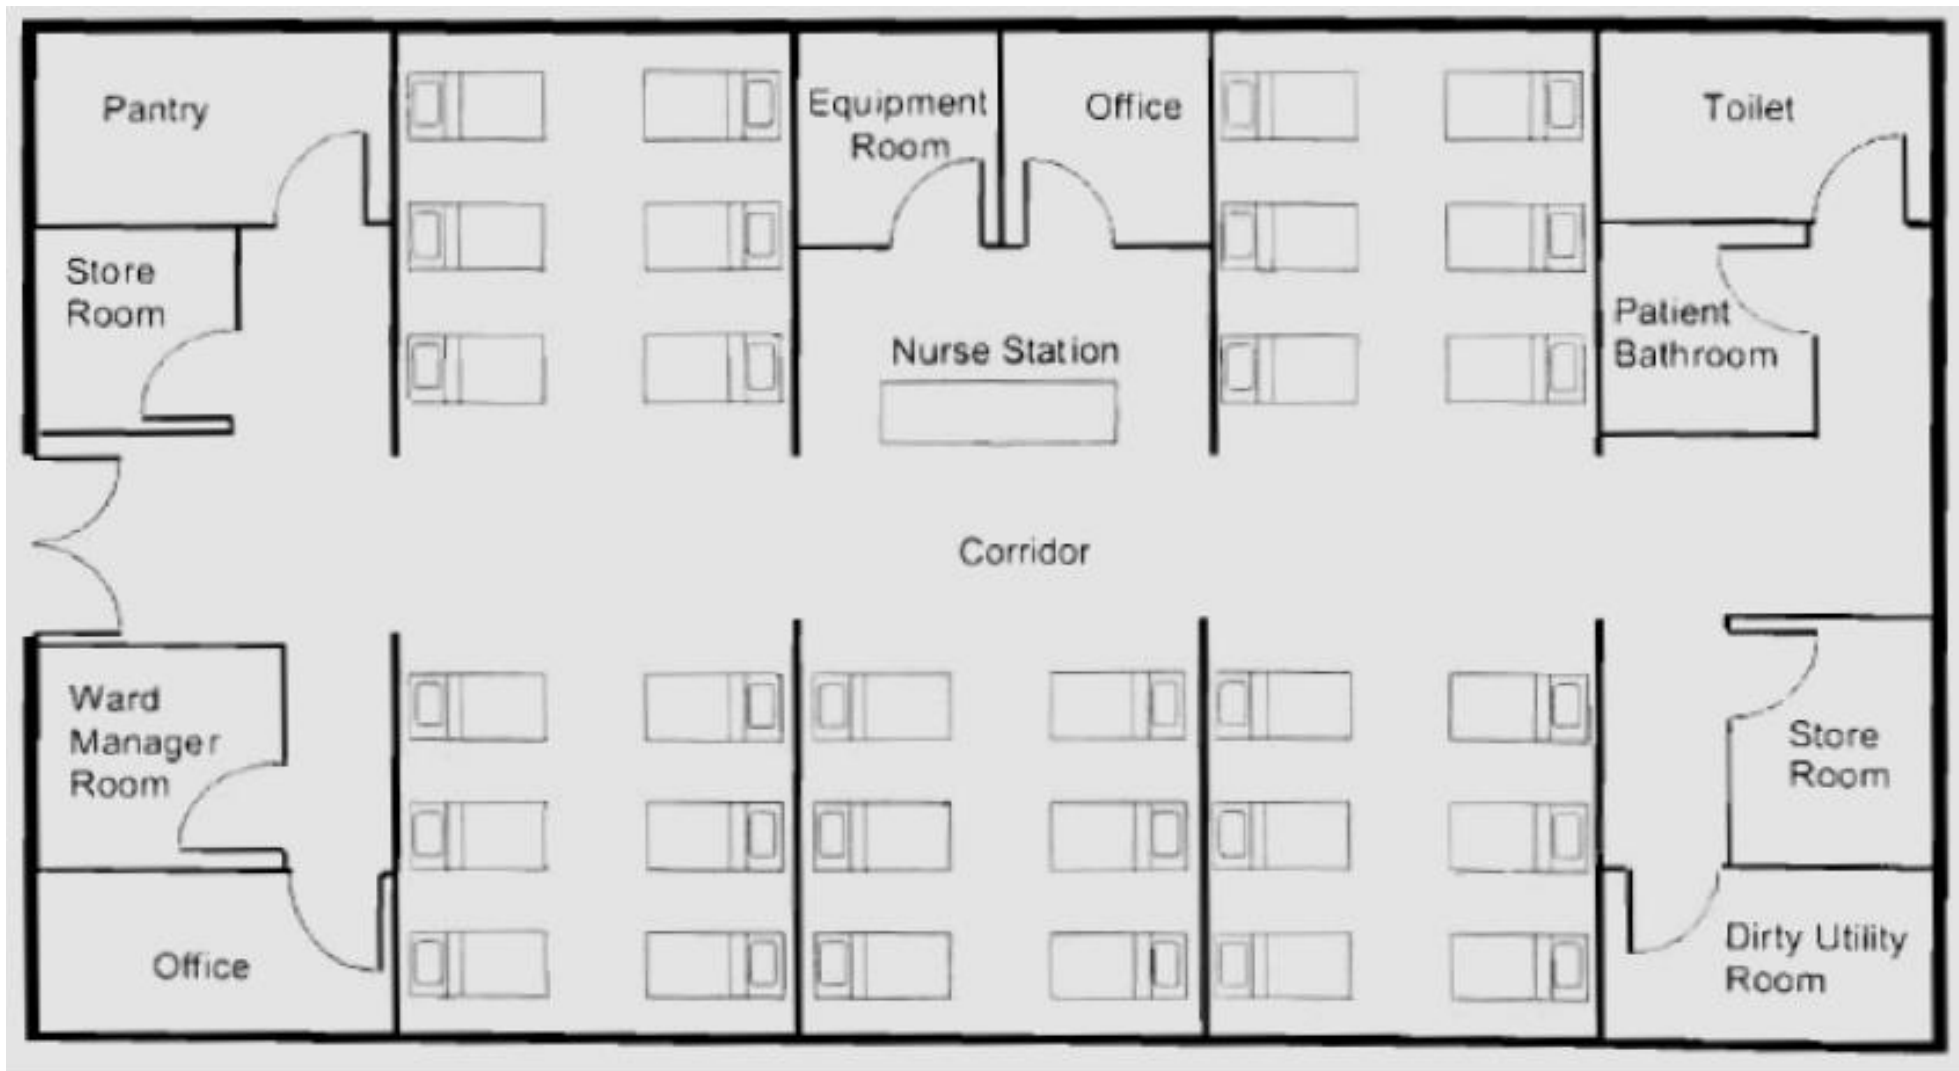 Pantry
Equipment
Room
Office
Toilet
Store
Room
Nurse Station
Patient
Bathroom
Corridor
Ward
Manager
Room
Store
Room
Office
Dirty Utility
Room